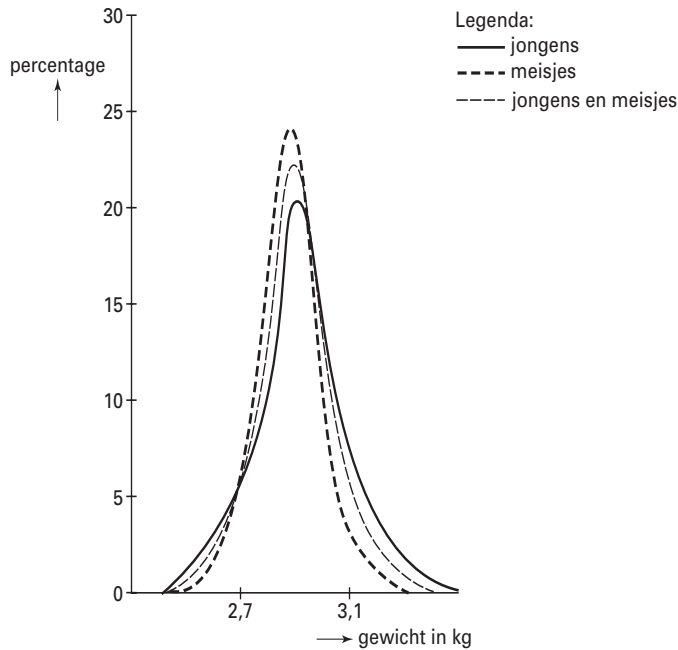 30
percentage
25
20
15
10
5
0
2,7
3,1
gewicht in kg
Legenda:
jongens
meisjes
jongens en meisjes